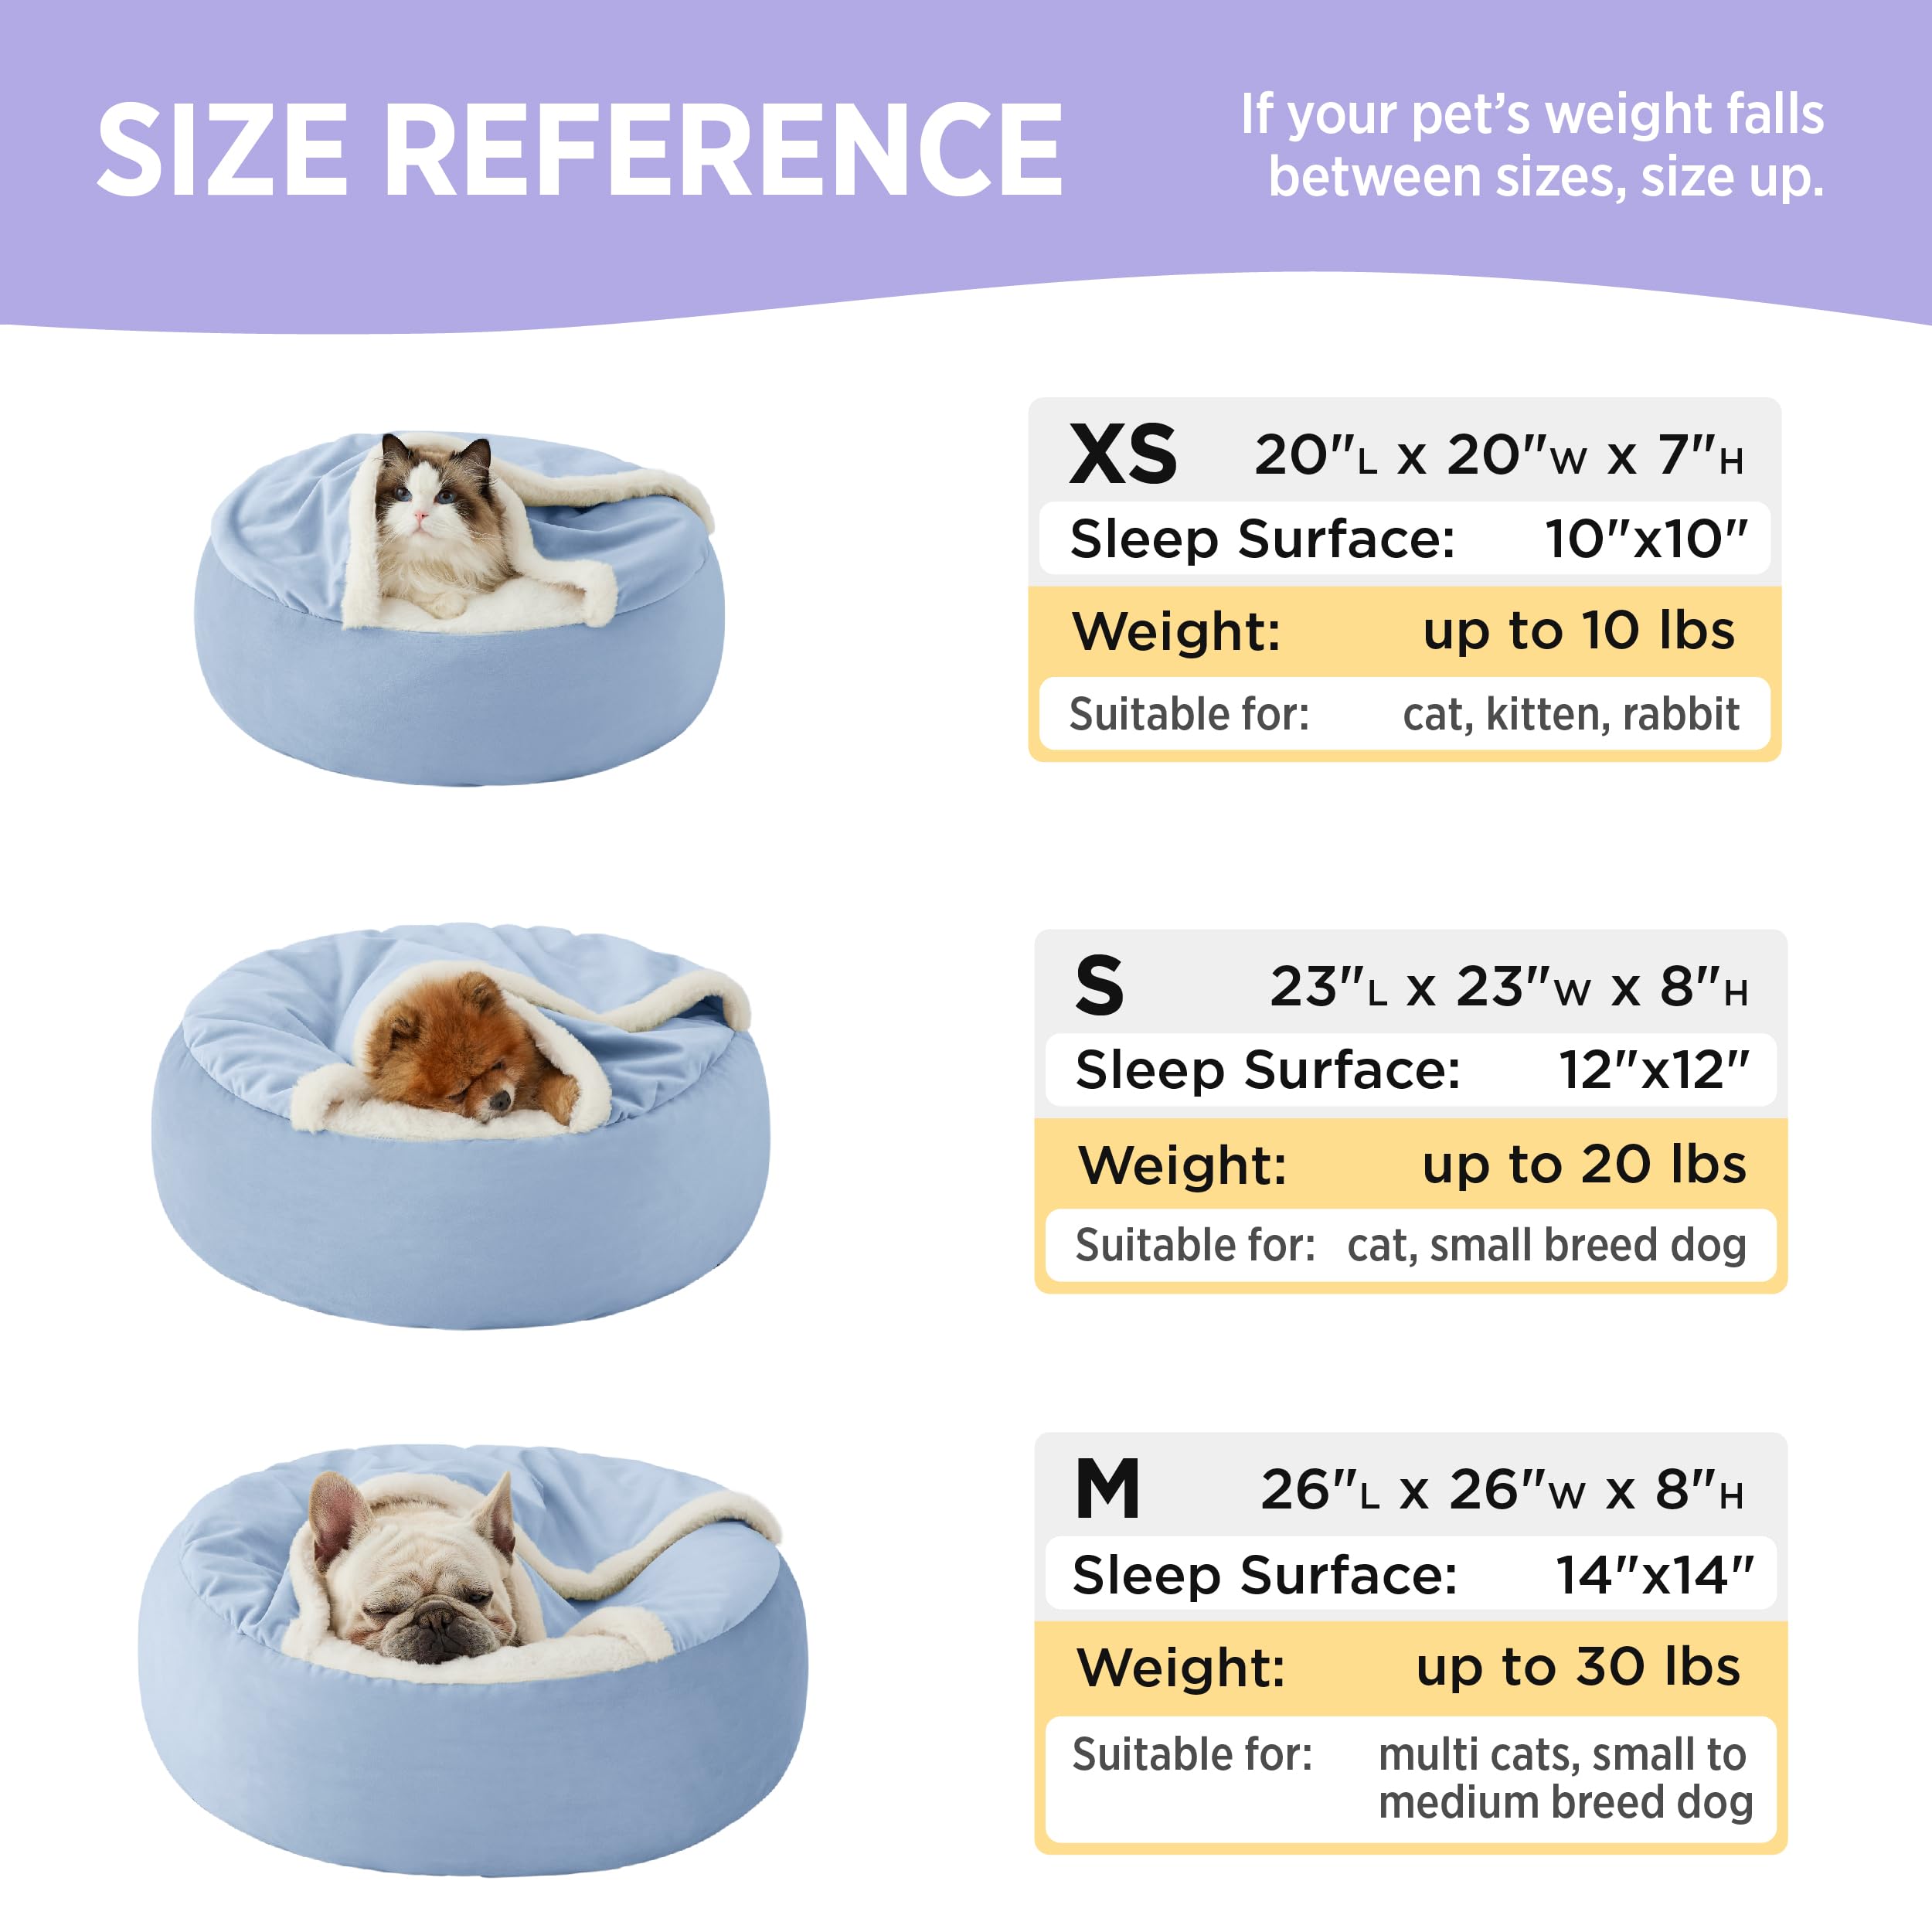 SIZE REFERENCE
If your pet’s weight falls
between sizes, size up.
XS 20"L x 20"W x 7"H
Sleep Surface: 10"x10"
Weight: up to 10 lbs
Suitable for: cat, kitten, rabbit
S 23"L x 23"W x 8"H
Sleep Surface: 12"x12"
Weight: up to 20 lbs
Suitable for: cat, small breed dog
M 26"L x 26"W x 8"H
Sleep Surface: 14"x14"
Weight: up to 30 lbs
Suitable for: multi cats, small to
medium breed dog